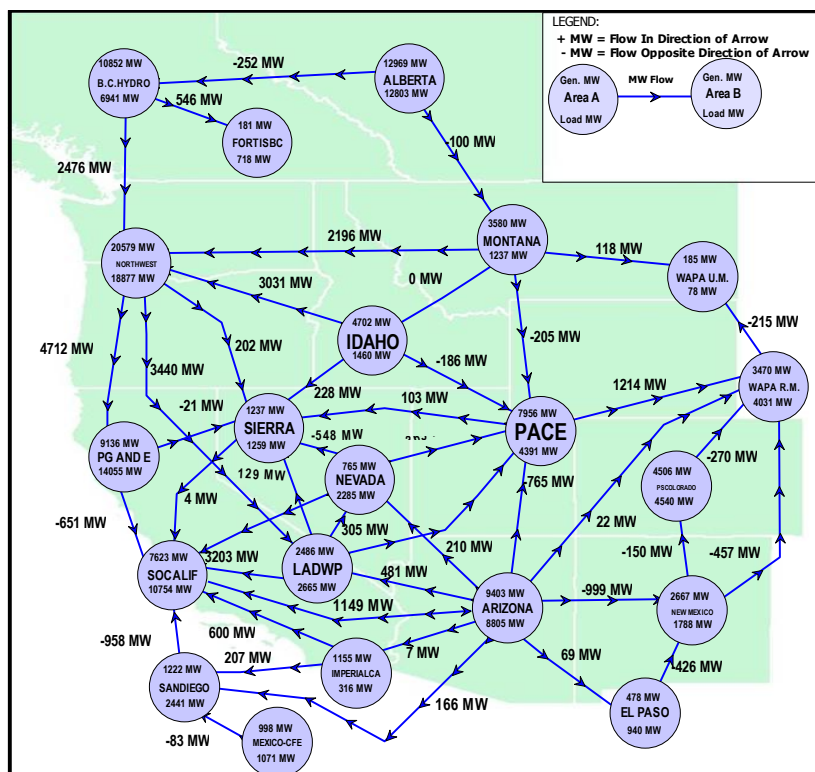 LEGEND:
+ MW = Flow In Direction of Arrow
- MW = Flow Opposite Direction of Arrow
Gen. MW
Area A
Load MW
MW Flow
Gen. MW
Area B
Load MW
10852 MW
B.C.HYDRO
6941 MW
-252 MW
12969 MW
ALBERTA
12803 MW
546 MW
181 MW
FORTISBC
718 MW
-100 MW
2476 MW
20579 MW
NORTHWEST
18877 MW
2196 MW
3580 MW
MONTANA
1237 MW
118 MW
185 MW
WAPA U.M.
78 MW
3031 MW
0 MW
4702 MW
IDAHO
1460 MW
-205 MW
-215 MW
4712 MW
3440 MW
202 MW
-186 MW
3470 MW
WAPA R.M.
4031 MW
228 MW
103 MW
1214 MW
-21 MW
1237 MW
SIERRA
1259 MW
7956 MW
PACE
4391 MW
9136 MW
PG AND E
14055 MW
-548 MW
765 MW
NEVADA
2285 MW
129 MW
-270 MW
4506 MW
PSCOLORADO
4540 MW
-765 MW
4 MW
22 MW
-651 MW
305 MW
210 MW
-150 MW
-457 MW
7623 MW
SOCALIF
10754 MW
3203 MW
2486 MW
LADWP
2665 MW
481 MW
9403 MW
ARIZONA
8805 MW
-999 MW
2667 MW
NEW MEXICO
1788 MW
1149 MW
600 MW
-958 MW
207 MW
7 MW
69 MW
-426 MW
1222 MW
SANDIEGO
2441 MW
1155 MW
IMPERIALCA
316 MW
166 MW
478 MW
EL PASO
940 MW
-83 MW
998 MW
MEXICO-CFE
1071 MW